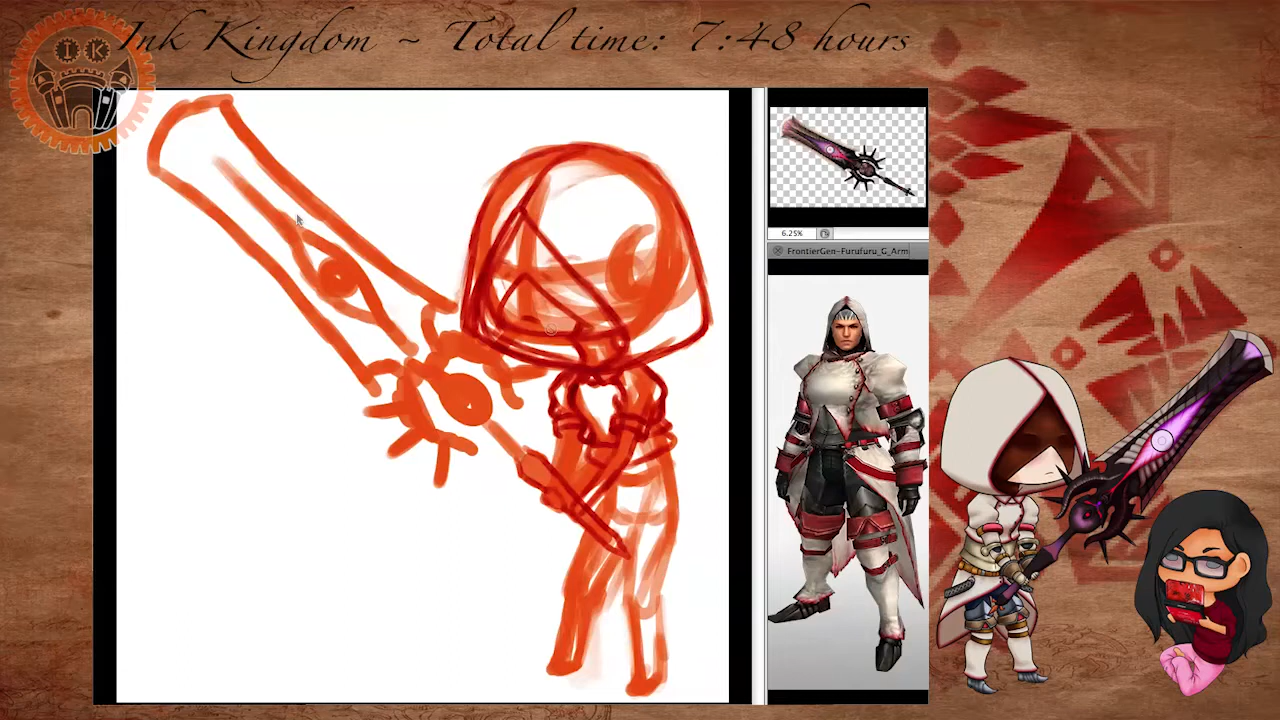 Ink Kingdom ~ Total time: 7:48 hours
I K
6.25%
FrontierGen-Furufuru_G_Arm